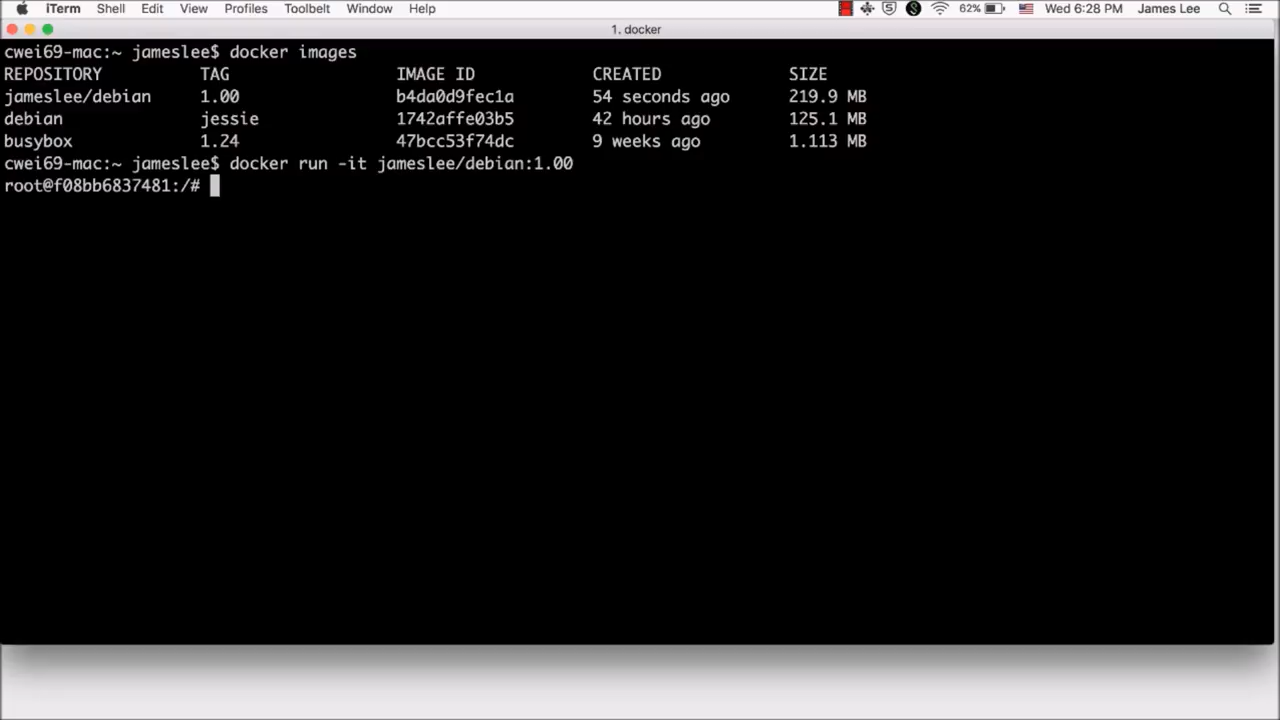 iTerm Shell Edit View Profiles Toolbelt Window Help 62% Wed 6:28 PM James Lee
1. docker
cwei69-mac:~ jameslee$ docker images
REPOSITORY TAG IMAGE ID CREATED SIZE
jameslee/debian 1.00 b4da0d9fec1a 54 seconds ago 219.9 MB
debian jessie 1742affe03b5 42 hours ago 125.1 MB
busybox 1.24 47bcc53f74dc 9 weeks ago 1.113 MB
cwei69-mac:~ jameslee$ docker run -it jameslee/debian:1.00
root@f08bb6837481:/#